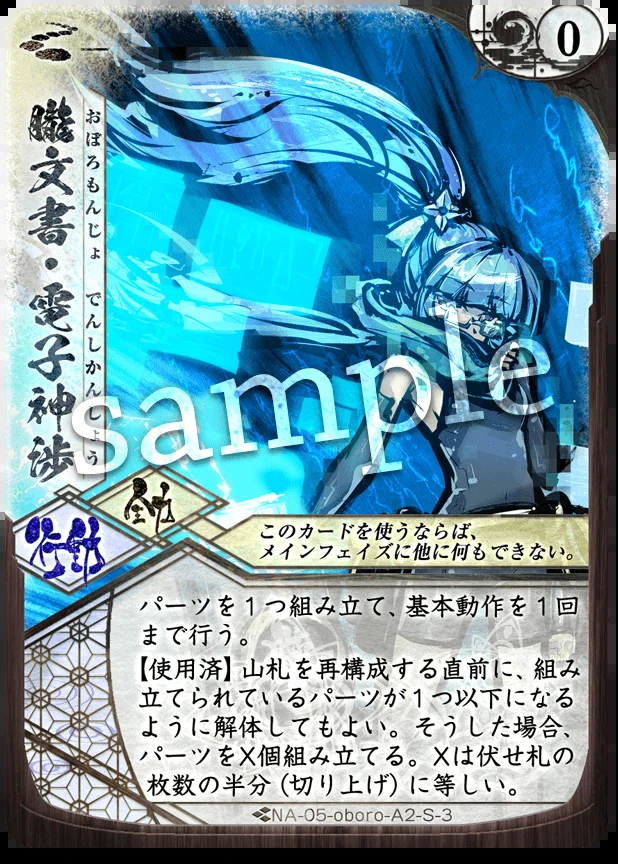 0
朧文書・電子神渉
おぼろもんじょ　でんしかんしょう
sample
行動
全力
このカードを使うならば、
メインフェイズに他に何もできない。
パーツを１つ組み立て、基本動作を１回
まで行う。
【使用済】山札を再構成する直前に、組み
立てられているパーツが１つ以下になる
ように解体してもよい。そうした場合、
パーツをX個組み立てる。Xは伏せ札の
枚数の半分（切り上げ）に等しい。
NA-05-oboro-A2-S-3